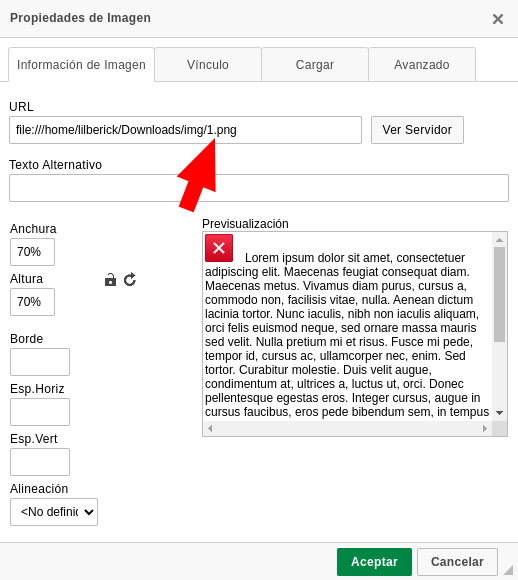 Propiedades de Imagen
Información de Imagen
Vínculo
Cargar
Avanzado
URL
file:///home/lilberick/Downloads/img/1.png
Ver Servidor
Texto Alternativo
Anchura
70%
Altura
70%
Borde
Esp.Horiz
Esp.Vert
Alineación
<No definic
Previsualización
Lorem ipsum dolor sit amet, consectetuer
adipiscing elit. Maecenas feugiat consequat diam.
Maecenas metus. Vivamus diam purus, cursus a,
commodo non, facilisis vitae, nulla. Aenean dictum
lacinia tortor. Nunc iaculis, nibh non iaculis aliquam,
orci felis euismod neque, sed ornare massa mauris
sed velit. Nulla pretium mi et risus. Fusce mi pede,
tempor id, cursus ac, ullamcorper nec, enim. Sed
tortor. Curabitur molestie. Duis velit augue,
condimentum at, ultrices a, luctus ut, orci. Donec
pellentesque egestas eros. Integer cursus, augue in
cursus faucibus, eros pede bibendum sem, in tempus
Aceptar
Cancelar